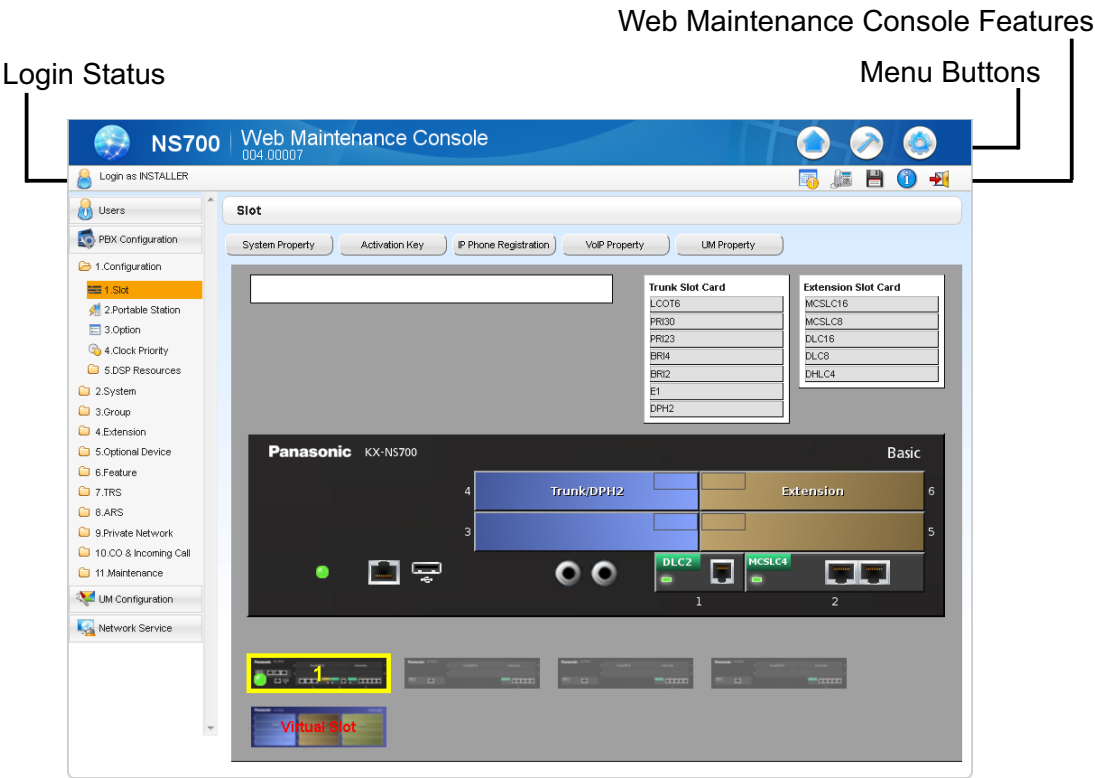 Web Maintenance Console Features
Login Status
Menu Buttons
NS700
Web Maintenance Console
004.00007
Login as INSTALLER
Users
PBX Configuration
1.Configuration
1.Slot
2.Portable Station
3.Option
4.Clock Priority
5.DSP Resources
2.System
3.Group
4.Extension
5.Optional Device
6.Feature
7.TRS
8.ARS
9.Private Network
10.CO & Incoming Call
11.Maintenance
UM Configuration
Network Service
Slot
System Property
Activation Key
IP Phone Registration
VoIP Property
UM Property
Trunk Slot Card
LCOT6
PRI30
PRI23
BRI4
BRI2
E1
DPH2
Extension Slot Card
MCSLC16
MCSLC8
DLC16
DLC8
DHLC4
Panasonic KX-NS700
Basic
4 Trunk/DPH2 Extension 6
3 5
DLC2 MCSLC4
1 2
1
Virtual Slot